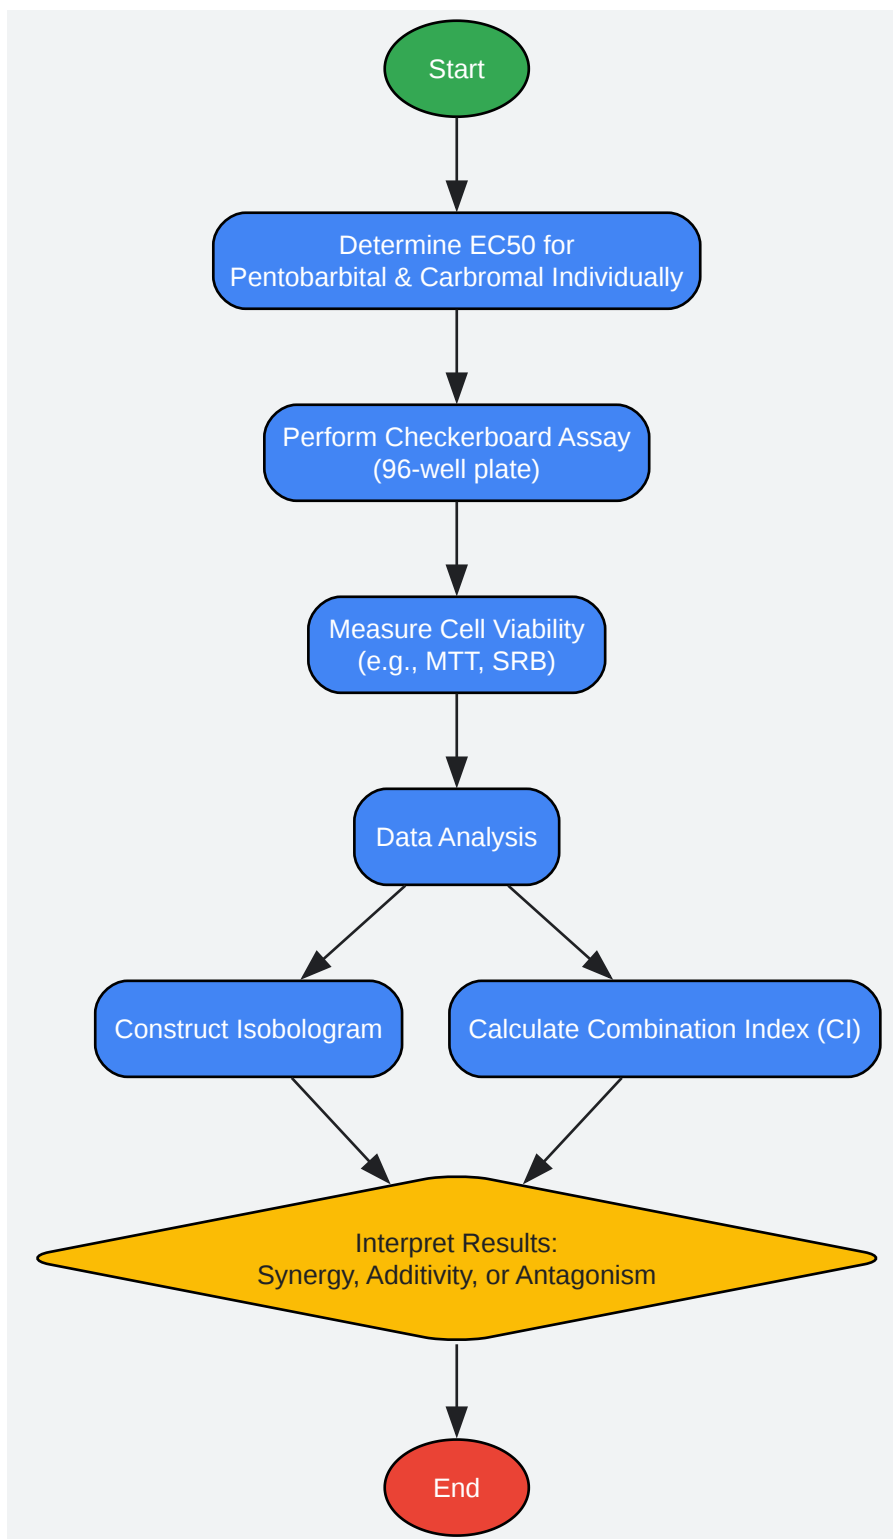 Start
Determine EC50 for
Pentobarbital & Carbromal Individually
Perform Checkerboard Assay
(96-well plate)
Measure Cell Viability
(e.g., MTT, SRB)
Data Analysis
Construct Isobologram
Calculate Combination Index (CI)
Interpret Results:
Synergy, Additivity, or Antagonism
End